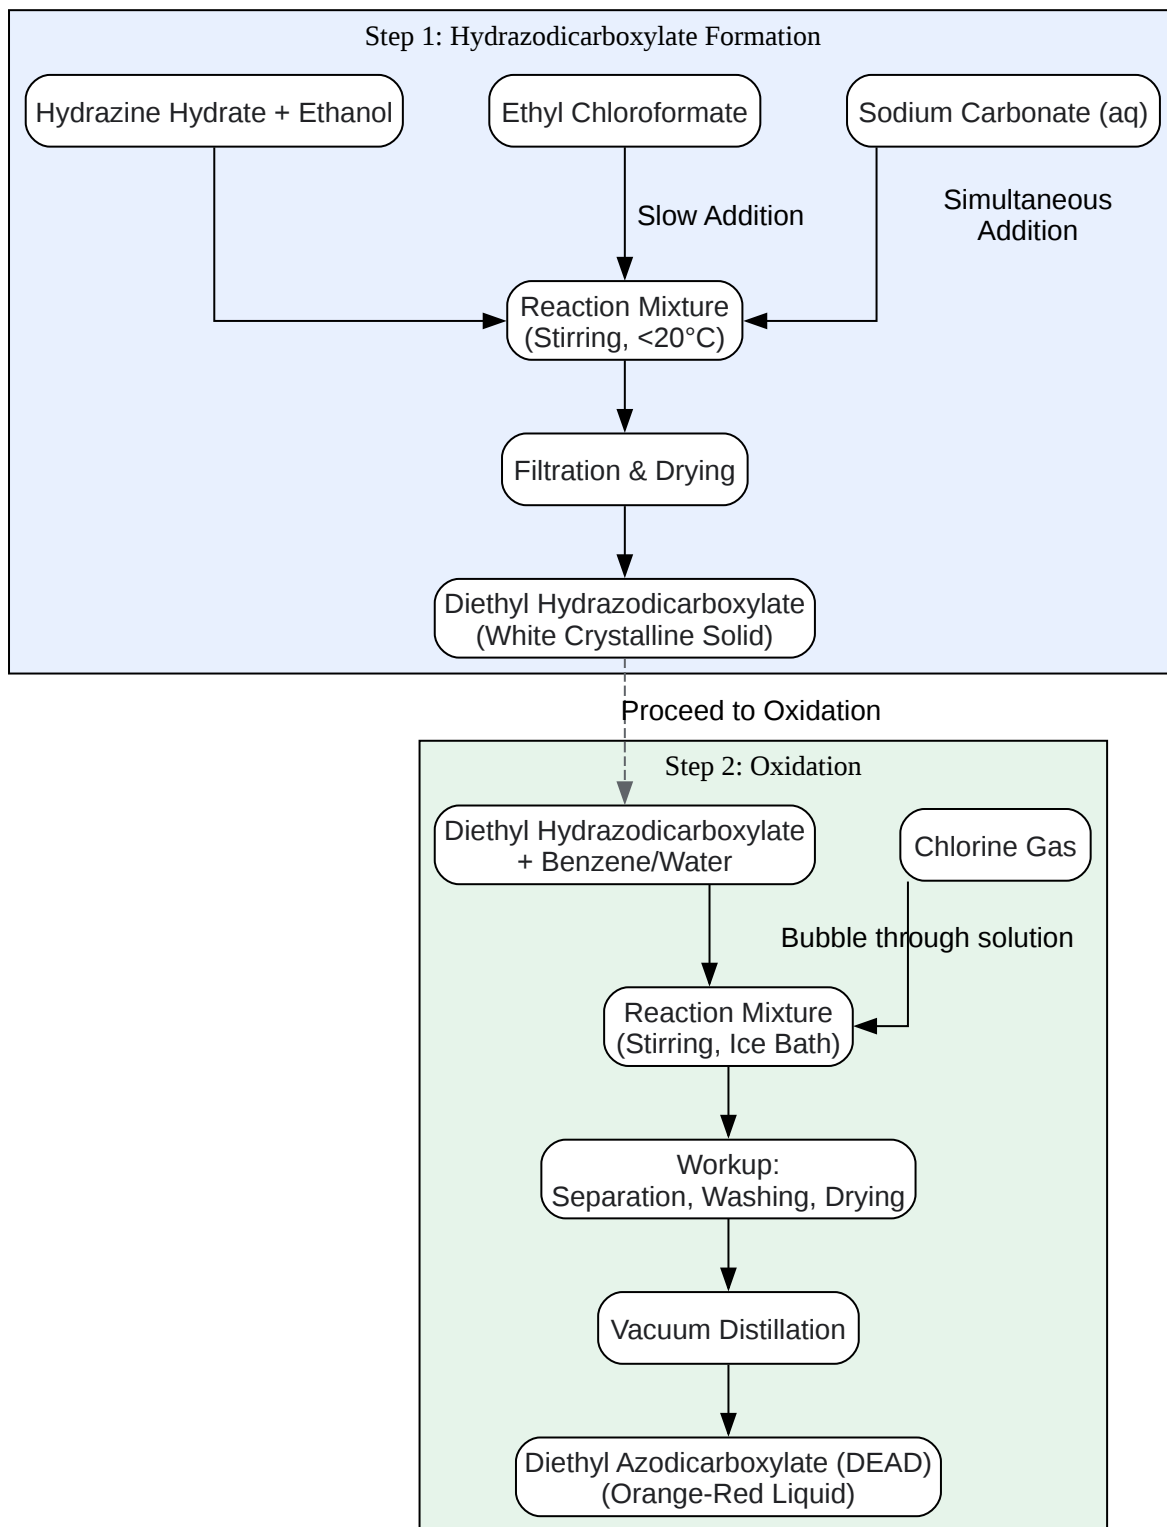 Step 1: Hydrazodicarboxylate Formation
Hydrazine Hydrate + Ethanol
Ethyl Chloroformate
Sodium Carbonate (aq)
Slow Addition
Simultaneous
Addition
Reaction Mixture
(Stirring, <20°C)
Filtration & Drying
Diethyl Hydrazodicarboxylate
(White Crystalline Solid)
Proceed to Oxidation
Step 2: Oxidation
Diethyl Hydrazodicarboxylate
+ Benzene/Water
Chlorine Gas
Bubble through solution
Reaction Mixture
(Stirring, Ice Bath)
Workup:
Separation, Washing, Drying
Vacuum Distillation
Diethyl Azodicarboxylate (DEAD)
(Orange-Red Liquid)